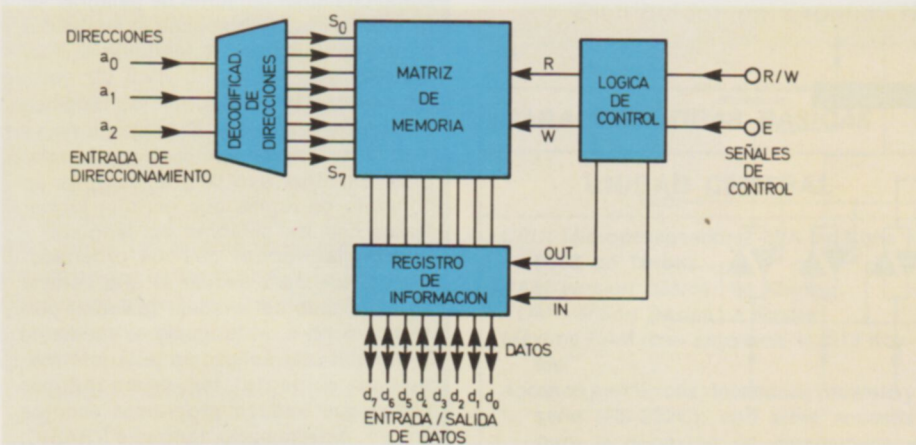 DIRECCIONES
a0
a1
a2
ENTRADA DE
DIRECCIONAMIENTO
DECODIFICAD.
DE
DIRECCIONES
S0
S7
MATRIZ
DE
MEMORIA
R
W
LOGICA
DE
CONTROL
R/W
E
SEÑALES
DE
CONTROL
OUT
IN
REGISTRO
DE
INFORMACION
DATOS
d7 d6 d5 d4 d3 d2 d1 d0
ENTRADA / SALIDA
DE DATOS